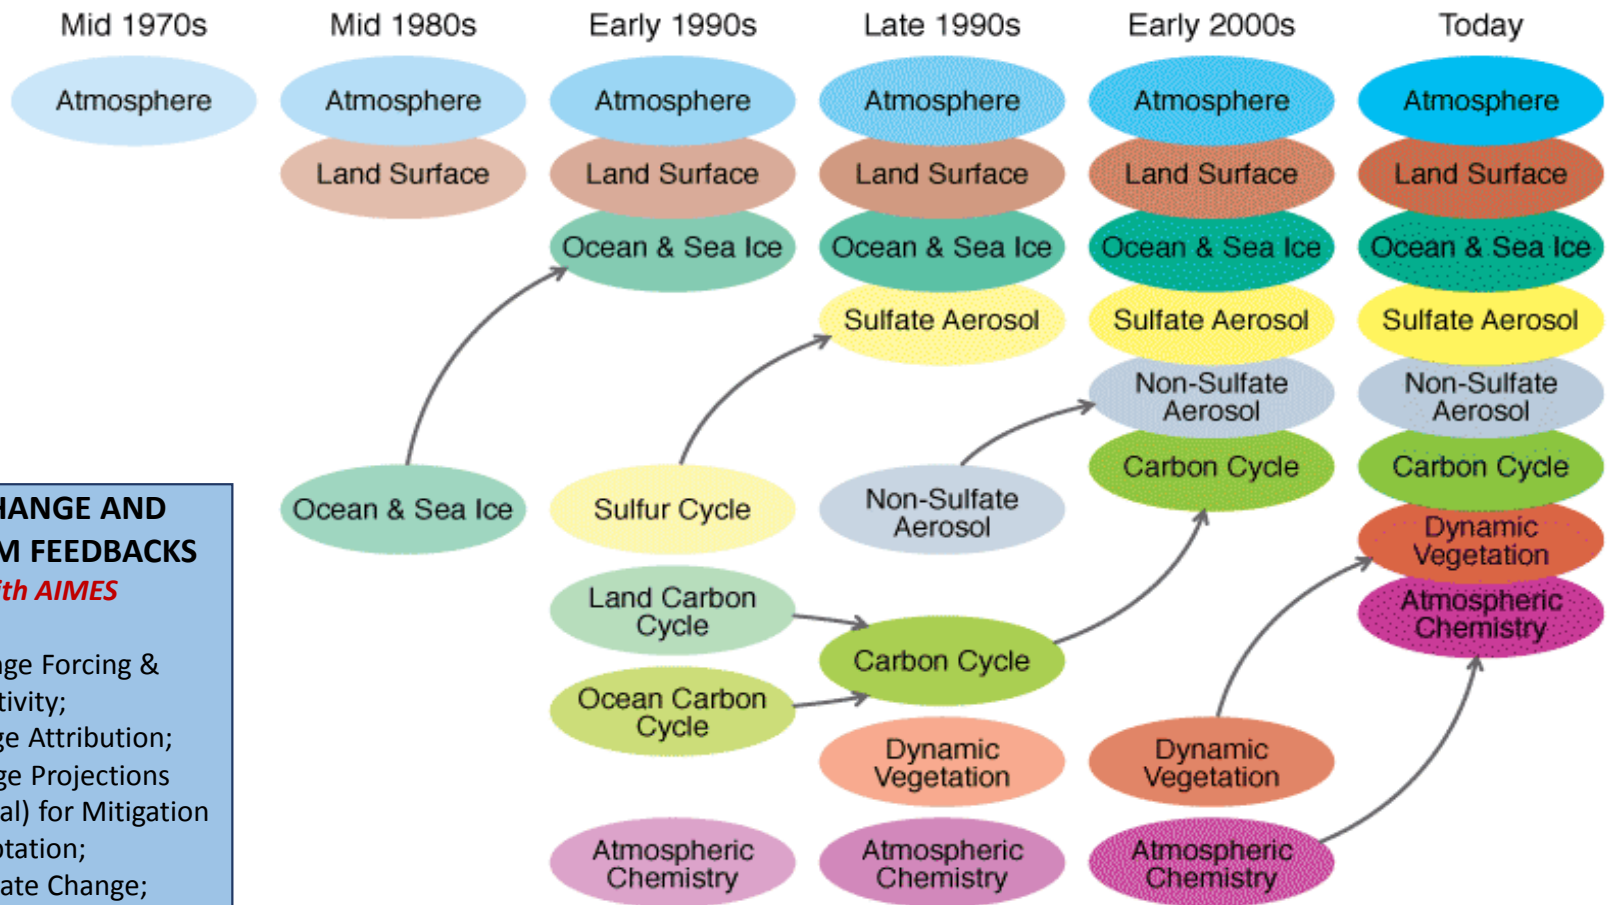 Mid 1970s
Mid 1980s
Early 1990s
Late 1990s
Early 2000s
Today
Atmosphere
Atmosphere
Atmosphere
Atmosphere
Atmosphere
Atmosphere
Land Surface
Land Surface
Land Surface
Land Surface
Land Surface
Ocean & Sea Ice
Ocean & Sea Ice
Ocean & Sea Ice
Ocean & Sea Ice
Sulfate Aerosol
Sulfate Aerosol
Sulfate Aerosol
Non-Sulfate
Aerosol
Non-Sulfate
Aerosol
Carbon Cycle
Carbon Cycle
Ocean & Sea Ice
Sulfur Cycle
Non-Sulfate
Aerosol
Dynamic
Vegetation
Land Carbon
Cycle
Atmospheric
Chemistry
Carbon Cycle
Ocean Carbon
Cycle
Dynamic
Vegetation
Dynamic
Vegetation
Atmospheric
Chemistry
Atmospheric
Chemistry
Atmospheric
Chemistry
HANGE AND
M FEEDBACKS
ith AIMES
nge Forcing &
tivity;
ge Attribution;
ge Projections
al) for Mitigation
ptation;
ate Change;